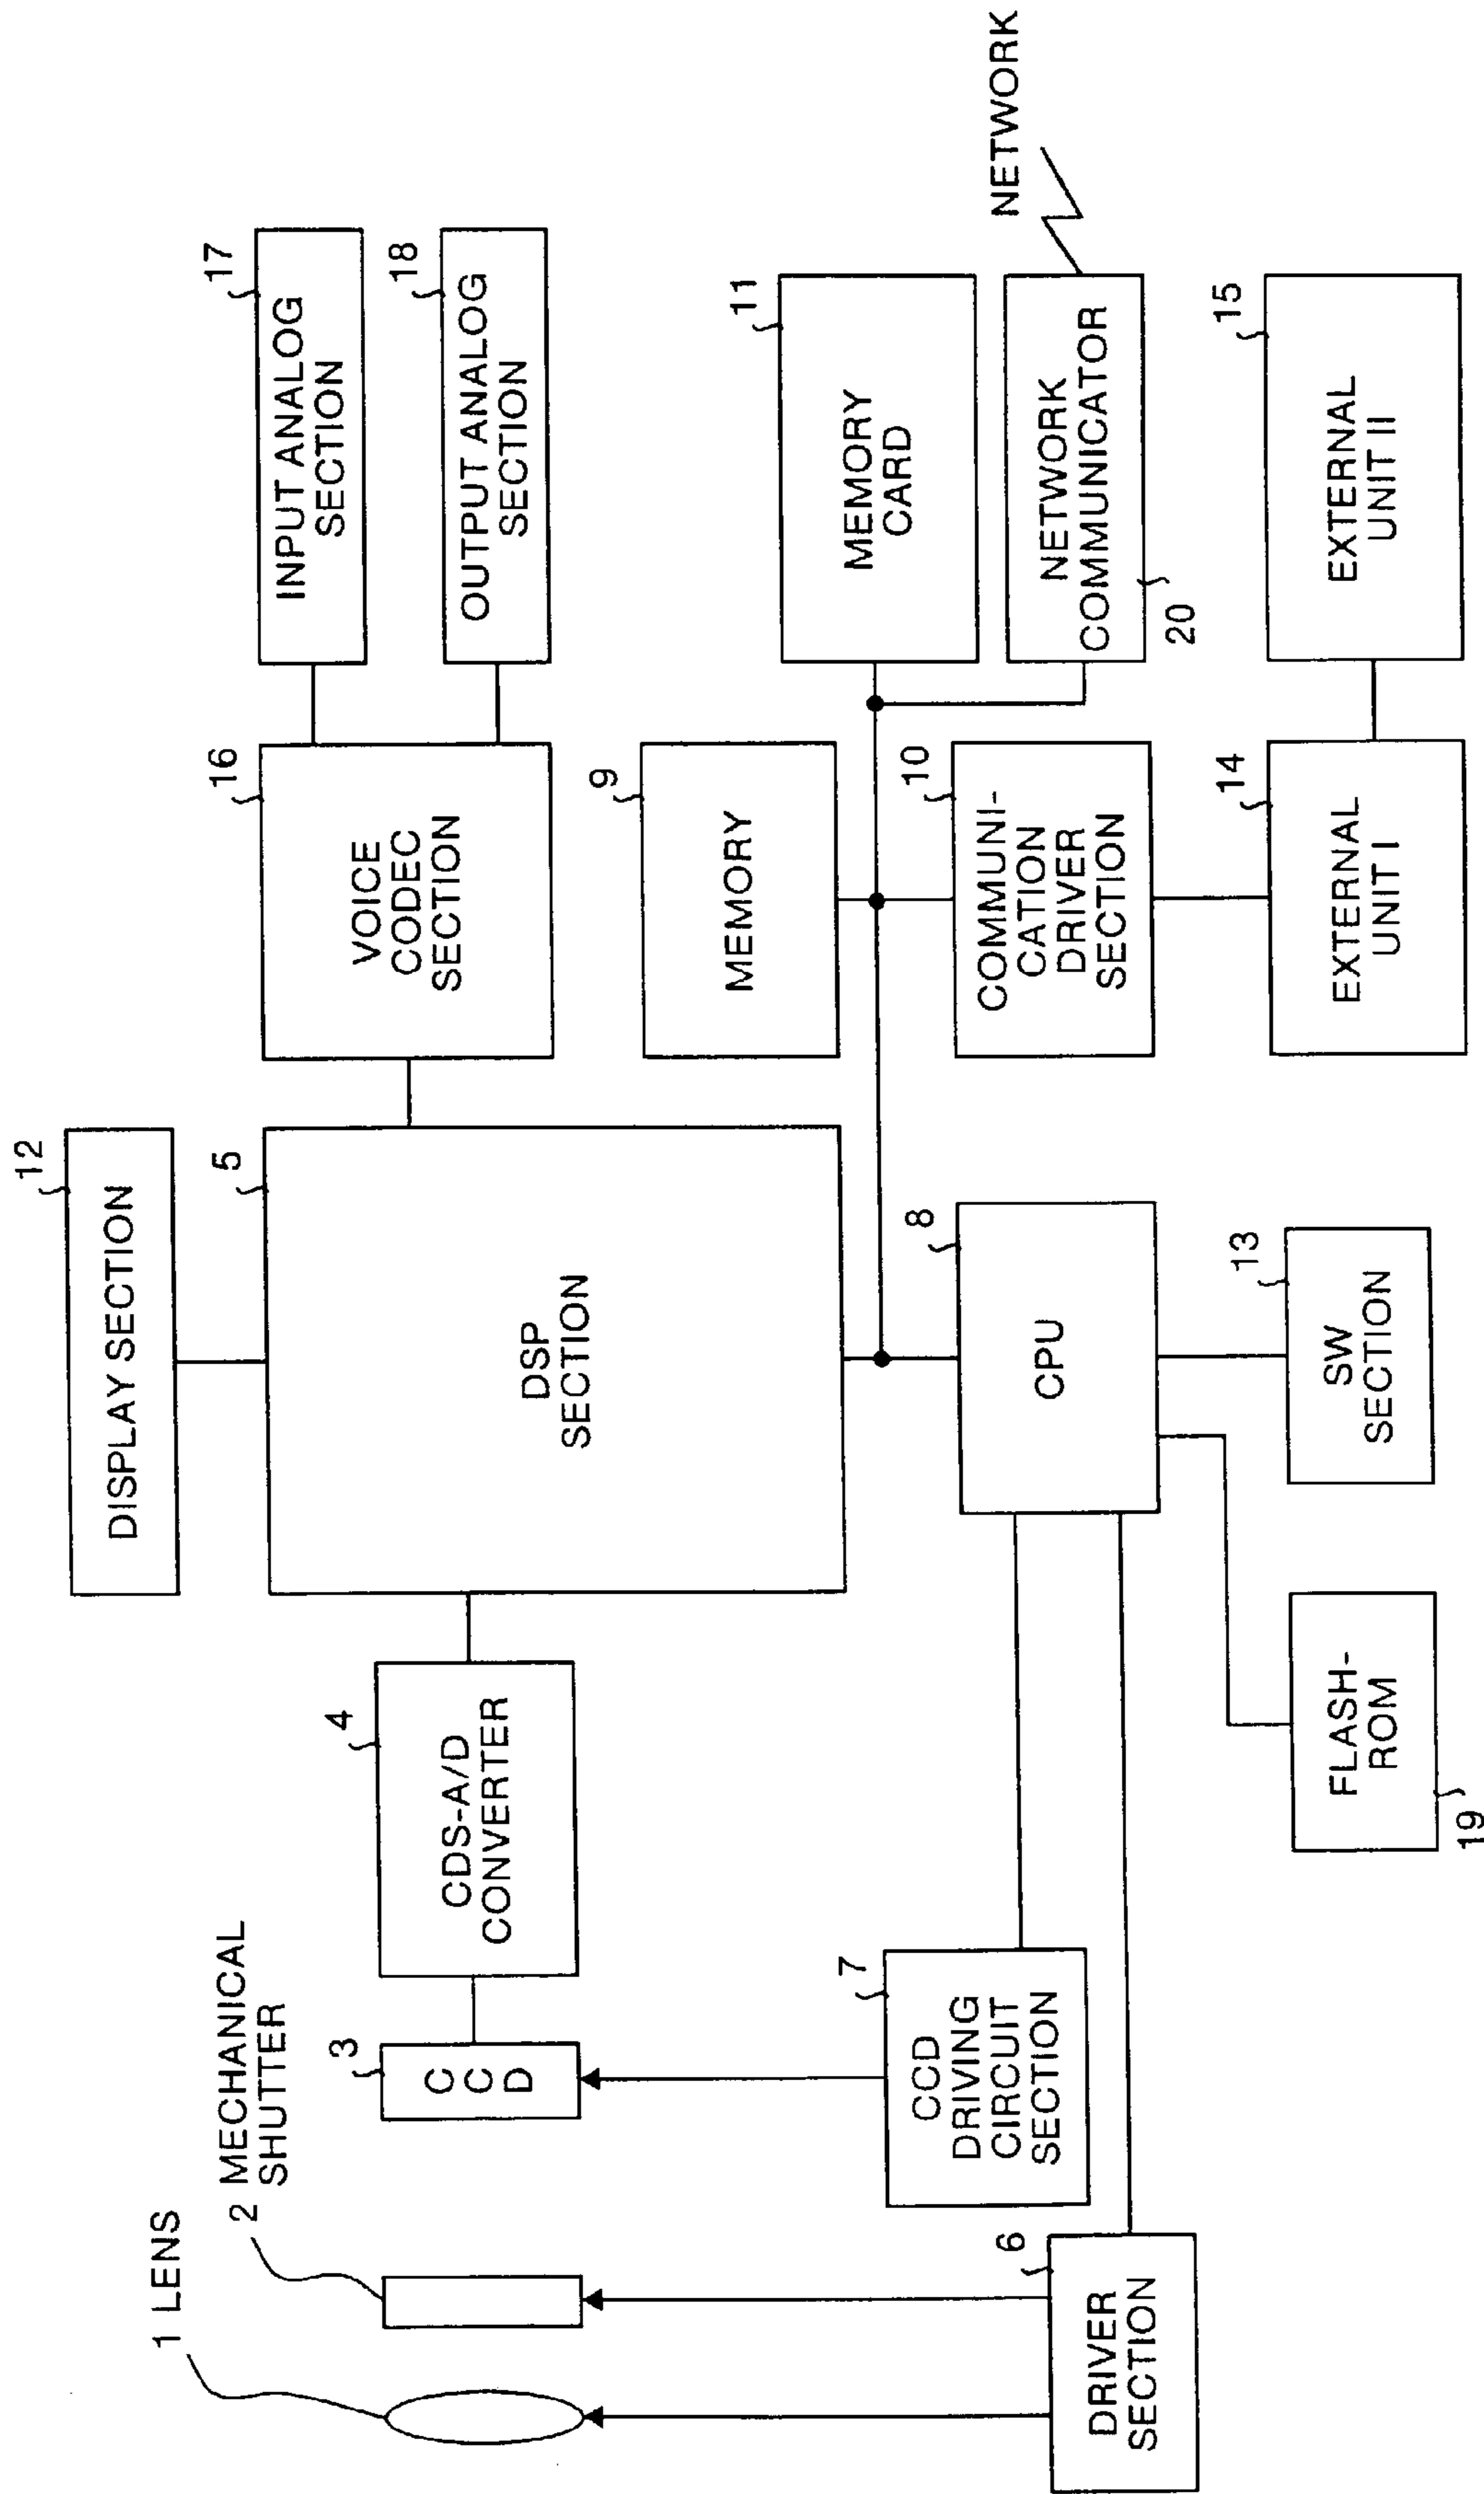 1 LENS
2 MECHANICAL
SHUTTER
3
CCD
4
CDS-A/D
CONVERTER
12
DISPLAY SECTION
5
DSP
SECTION
16
VOICE
CODEC
SECTION
17
INPUT ANALOG
SECTION
18
OUTPUT ANALOG
SECTION
9
MEMORY
11
MEMORY
CARD
NETWORK
NETWORK
COMMUNICATOR
20
10
COMMUNI-
CATION
DRIVER
SECTION
8
CPU
7
CCD
DRIVING
CIRCUIT
SECTION
6
DRIVER
SECTION
FLASH-
ROM
19
13
SW
SECTION
14
EXTERNAL
UNIT I
15
EXTERNAL
UNIT II